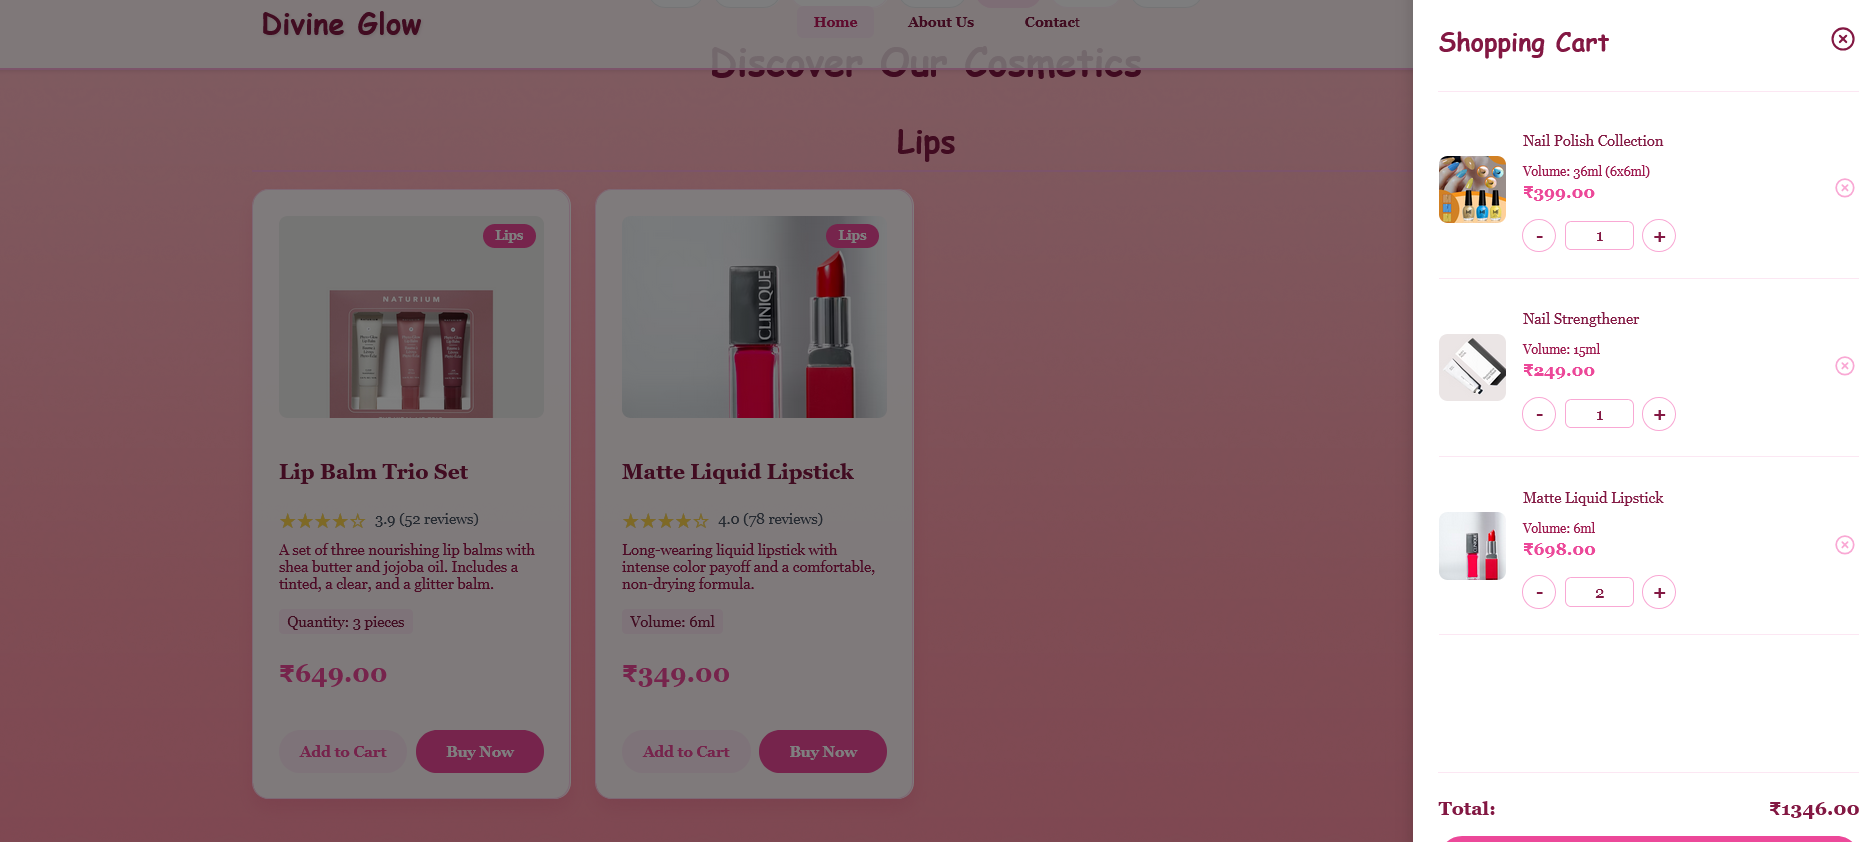 Divine Glow
Home
About Us
Contact
Discover Our Cosmetics
Lips
Lips
NATURIUM
Lip Balm Trio Set
3.9 (52 reviews)
A set of three nourishing lip balms with
shea butter and jojoba oil. Includes a
tinted, a clear, and a glitter balm.
Quantity: 3 pieces
₹649.00
Add to Cart
Buy Now
Lips
CLINIQUE
Matte Liquid Lipstick
4.0 (78 reviews)
Long-wearing liquid lipstick with
intense color payoff and a comfortable,
non-drying formula.
Volume: 6ml
₹349.00
Add to Cart
Buy Now
Shopping Cart
Nail Polish Collection
Volume: 36ml (6x6ml)
₹399.00
-
1
+
Nail Strengthener
Volume: 15ml
₹249.00
-
1
+
Matte Liquid Lipstick
Volume: 6ml
₹698.00
-
2
+
Total:
₹1346.00